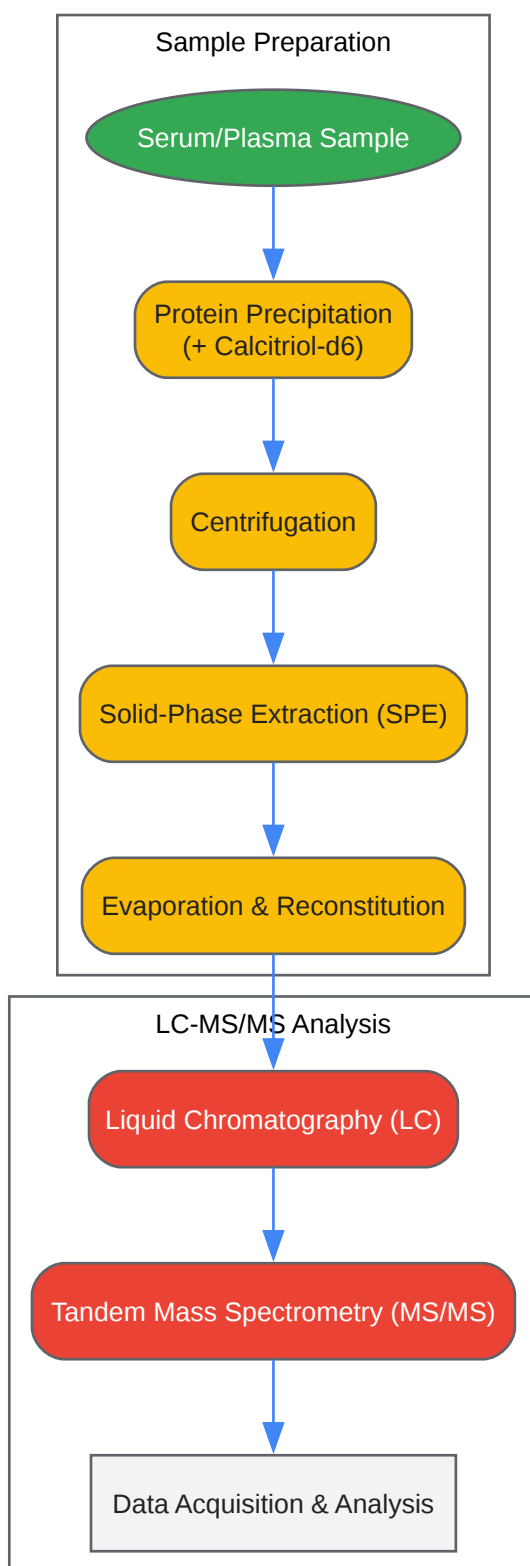 Sample Preparation
Serum/Plasma Sample
Protein Precipitation
(+ Calcitriol-d6)
Centrifugation
Solid-Phase Extraction (SPE)
Evaporation & Reconstitution
LC-MS/MS Analysis
Liquid Chromatography (LC)
Tandem Mass Spectrometry (MS/MS)
Data Acquisition & Analysis